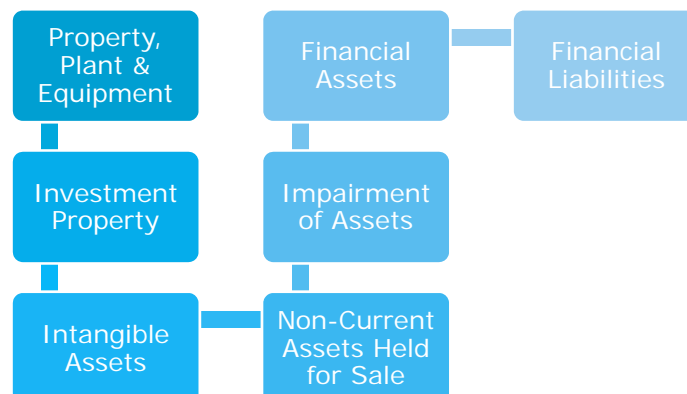 Property,
Plant &
Equipment
Investment
Property
Intangible
Assets
Non-Current
Assets Held
for Sale
Impairment
of Assets
Financial
Assets
Financial
Liabilities